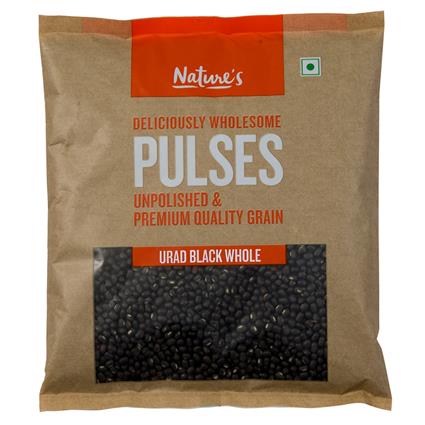 Nature's
DELICIOUSLY WHOLESOME
PULSES
UNPOLISHED &
PREMIUM QUALITY GRAIN
URAD BLACK WHOLE